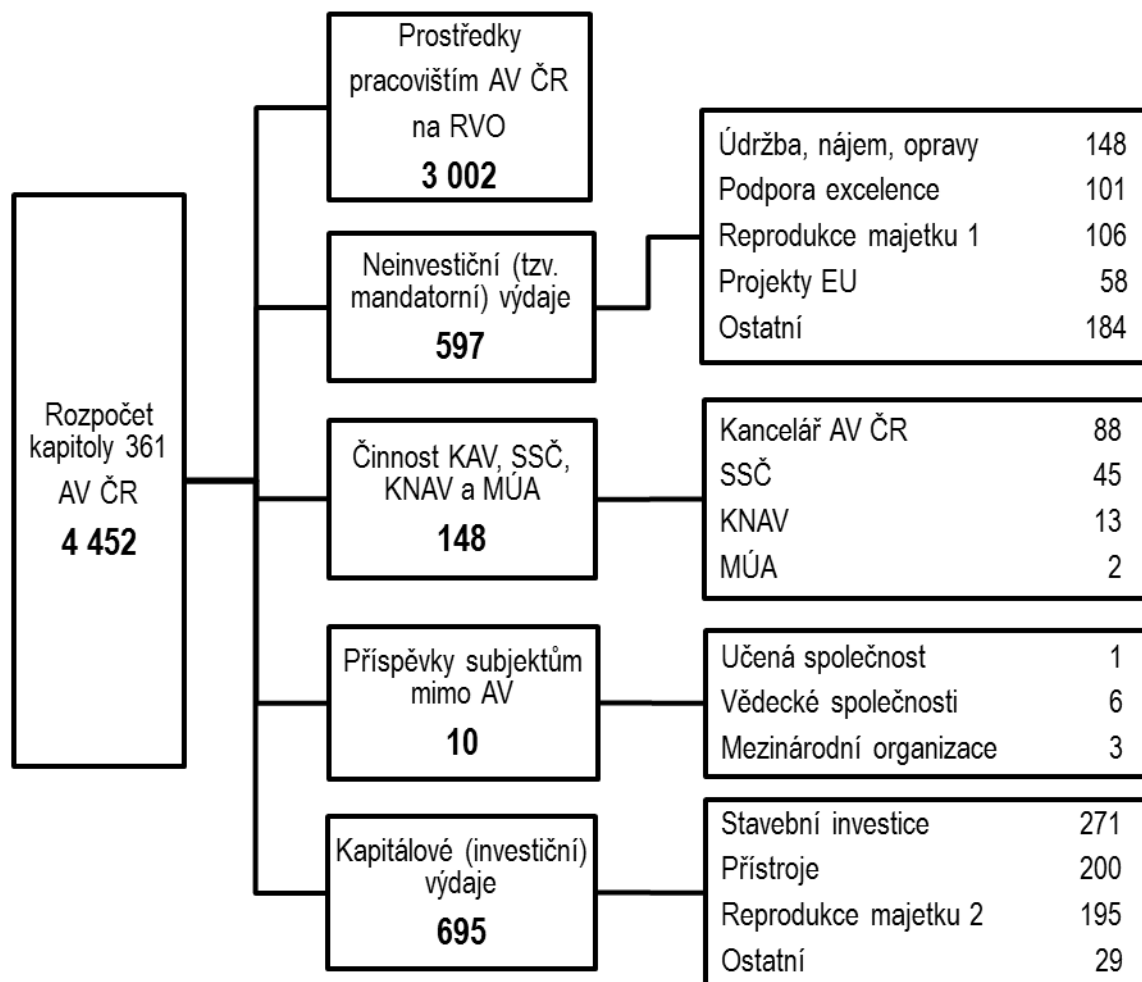 Rozpočet
kapitoly 361
AV ČR
4 452
Prostředky
pracovištím AV ČR
na RVO
3 002
Neinvestiční (tzv.
mandatorní) výdaje
597
Údržba, nájem, opravy 148
Podpora excelence 101
Reprodukce majetku 1 106
Projekty EU 58
Ostatní 184
Činnost KAV, SSČ,
KNAV a MÚA
148
Kancelář AV ČR 88
SSČ 45
KNAV 13
MÚA 2
Příspěvky subjektům
mimo AV
10
Učená společnost 1
Vědecké společnosti 6
Mezinárodní organizace 3
Kapitálové (investiční)
výdaje
695
Stavební investice 271
Přístroje 200
Reprodukce majetku 2 195
Ostatní 29